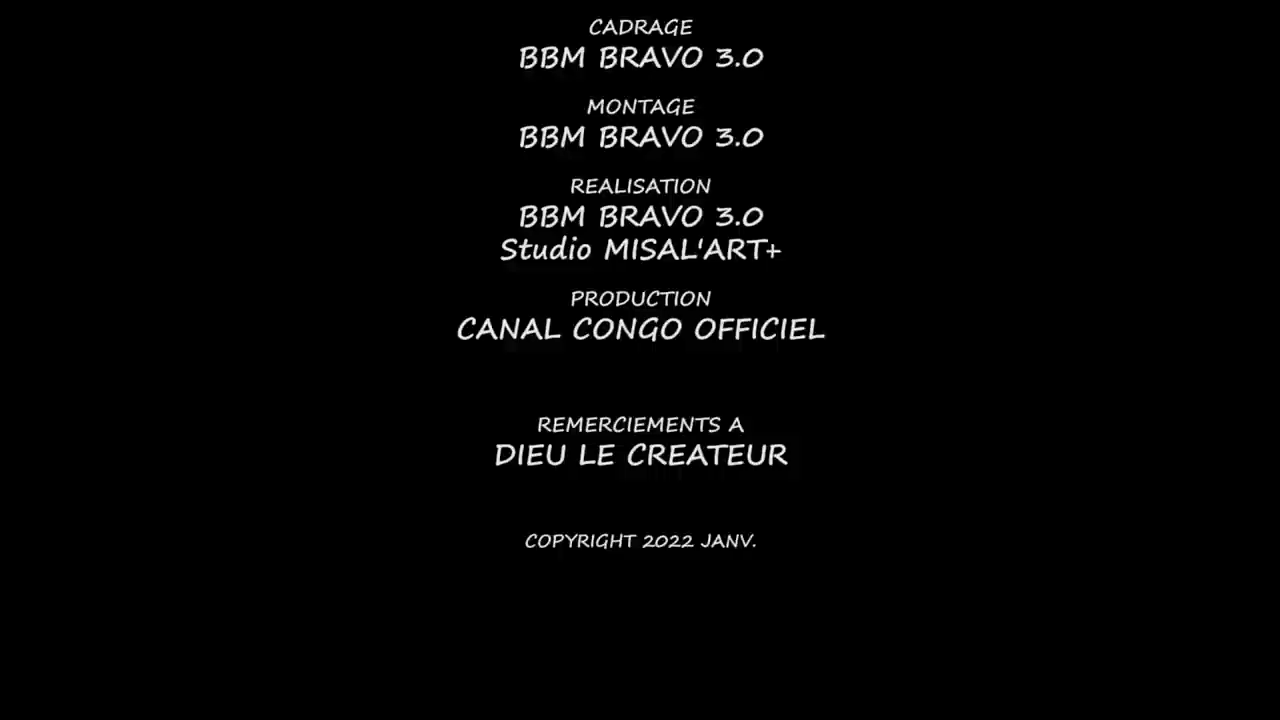 CADRAGE
BBM BRAVO 3.0
MONTAGE
BBM BRAVO 3.0
REALISATION
BBM BRAVO 3.0
Studio MISAL'ART+
PRODUCTION
CANAL CONGO OFFICIEL
REMERCIEMENTS A
DIEU LE CREATEUR
COPYRIGHT 2022 JANV.